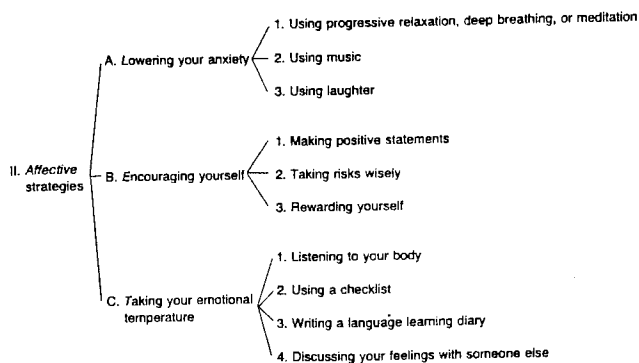 1. Using progressive relaxation, deep breathing, or meditation
A. Lowering your anxiety
2. Using music
3. Using laughter
1. Making positive statements
II. Affective
strategies
B. Encouraging yourself
2. Taking risks wisely
3. Rewarding yourself
1. Listening to your body
2. Using a checklist
C. Taking your emotional
temperature
3. Writing a language learning diary
4. Discussing your feelings with someone else